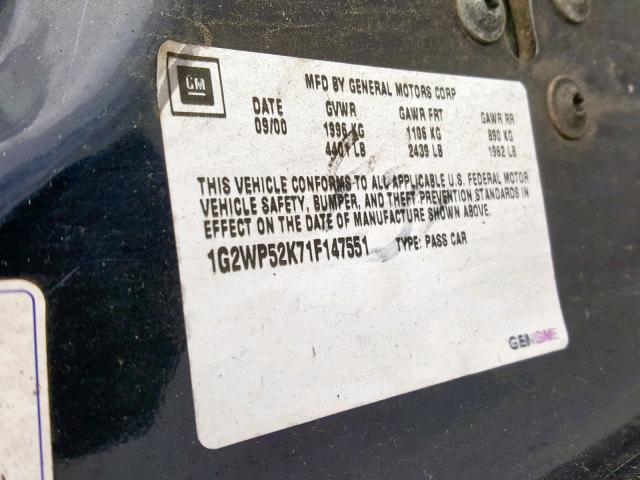 GM
MFD BY GENERAL MOTORS CORP
DATE GVWR GAWR FRT GAWR RR
09/00 1996 KG 1106 KG 890 KG
4401 LB 2439 LB 1962 LB
THIS VEHICLE CONFORMS TO ALL APPLICABLE U.S. FEDERAL MOTOR
VEHICLE SAFETY, BUMPER, AND THEFT PREVENTION STANDARDS IN
EFFECT ON THE DATE OF MANUFACTURE SHOWN ABOVE.
1G2WP52K71F147551 TYPE: PASS CAR